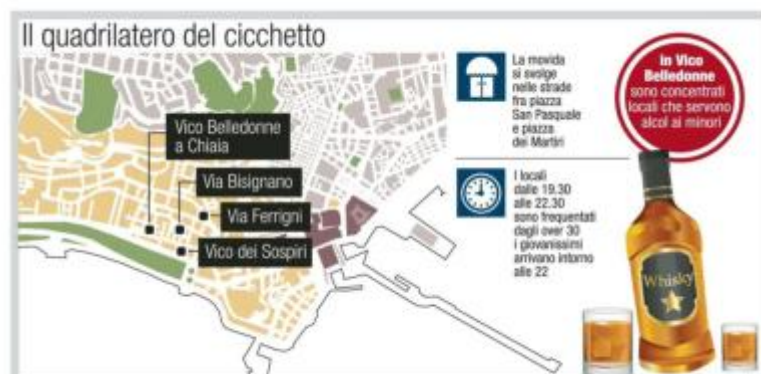 Il quadrilatero del cicchetto
Vico Belledonne
a Chiaia
Via Bisignano
Via Ferrigni
Vico dei Sospiri
La movida
si svolge
nelle strade
fra piazza
San Pasquale
e piazza
dei Martiri
I locali
dalle 19.30
alle 22.30
sono frequentati
dagli over 30
i giovanissimi
arrivano intorno
alle 22
in Vico
Belledonne
sono concentrati
locali che servono
alcol ai minori
Whisky